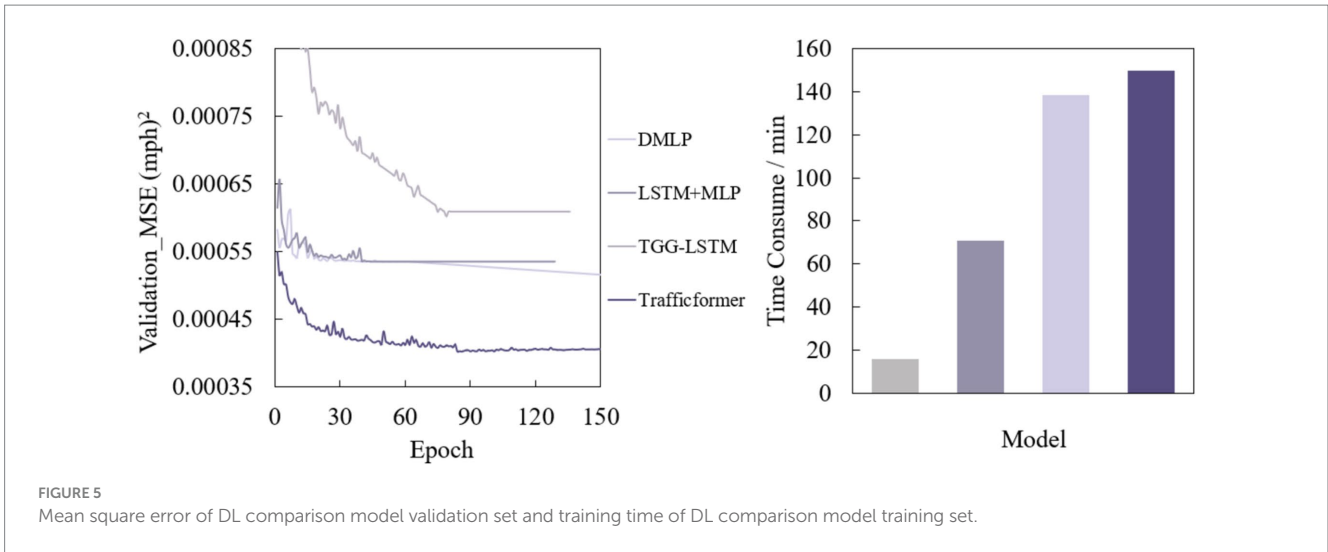 0.00085
0.00075
0.00065
0.00055
0.00045
0.00035
Validation_MSE (mph)²
0 30 60 90 120 150
Epoch
DMLP
LSTM+MLP
TGG-LSTM
Trafficformer
160
140
120
100
80
60
40
20
0
Time Consume / min
Model
FIGURE 5
Mean square error of DL comparison model validation set and training time of DL comparison model training set.